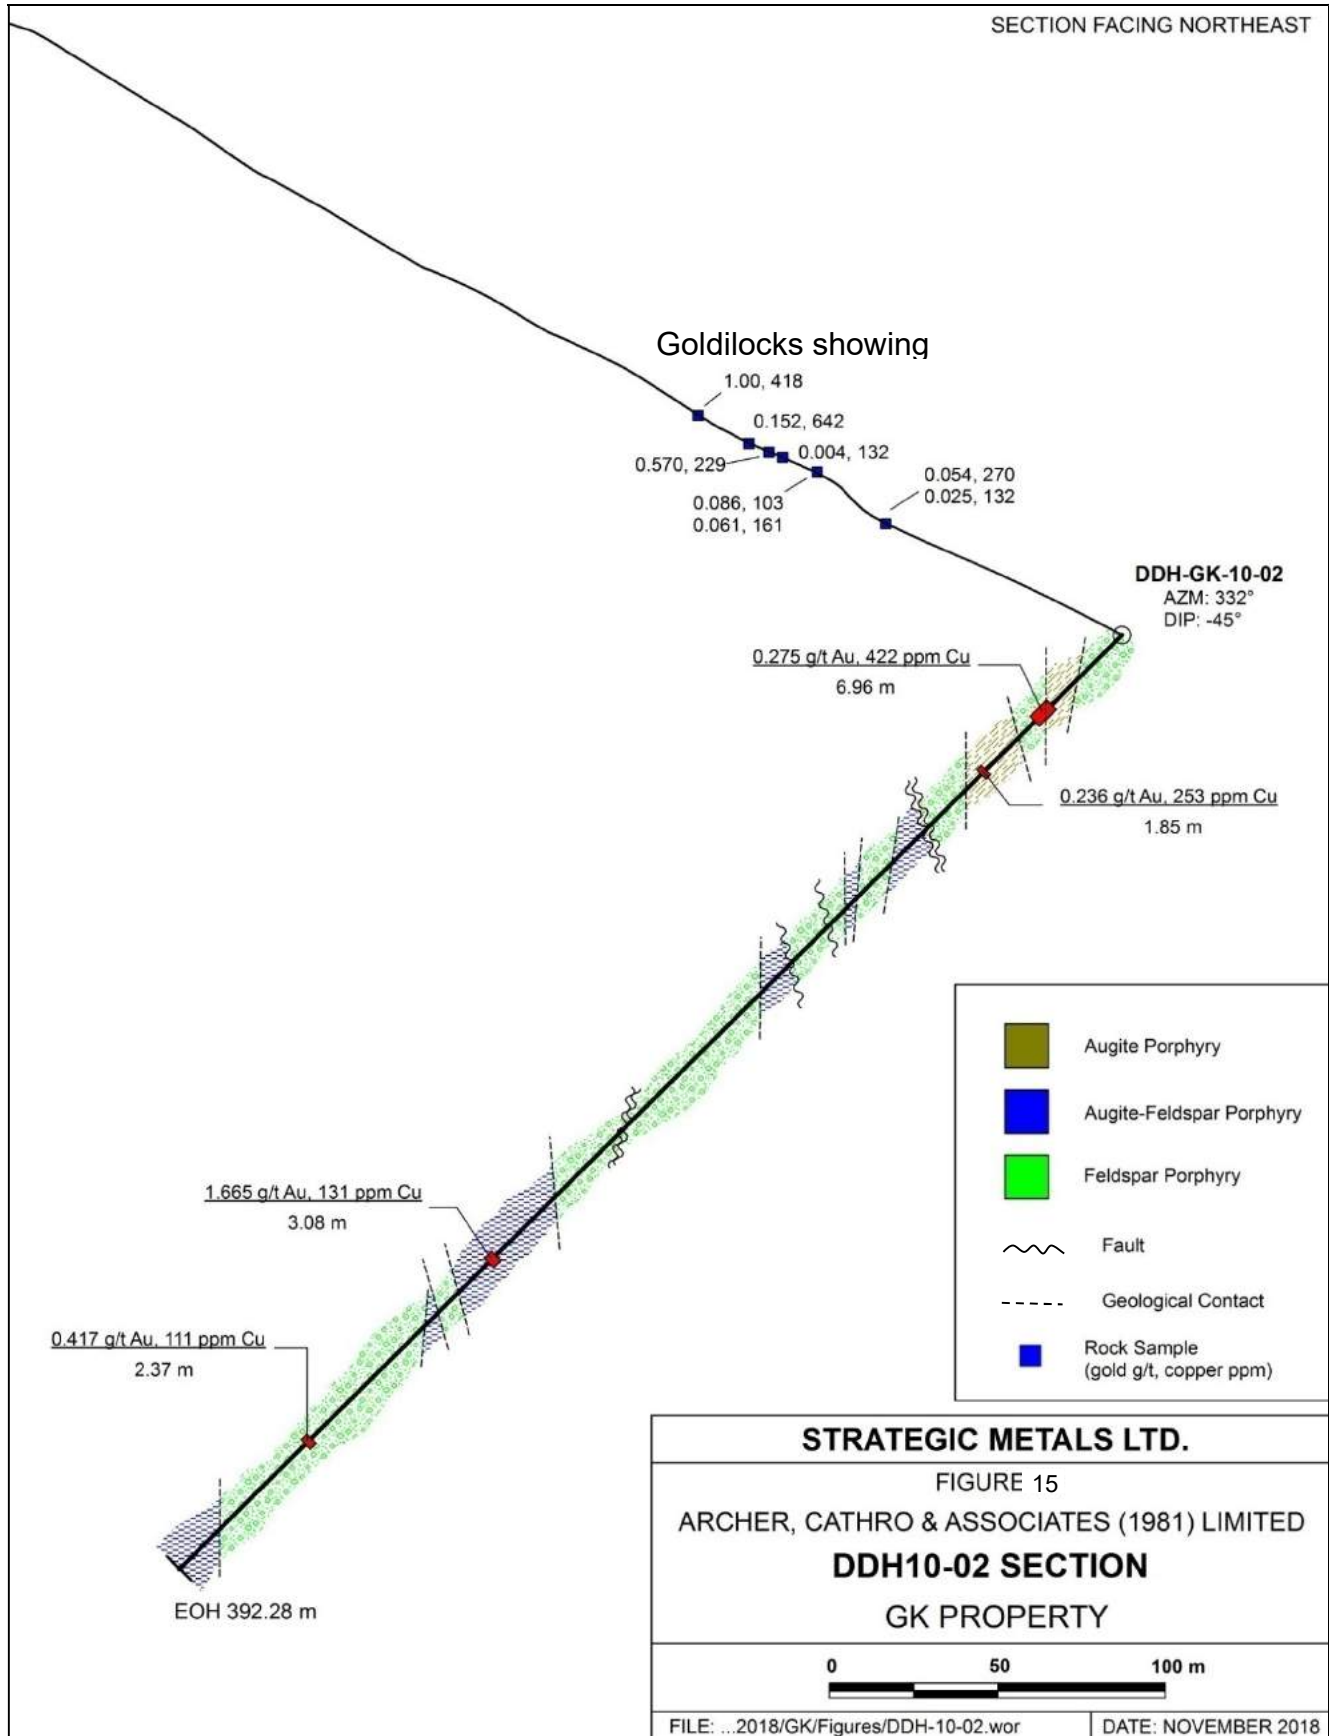 SECTION FACING NORTHEAST
Goldilocks showing
1.00, 418
0.152, 642
0.570, 229
0.004, 132
0.086, 103
0.061, 161
0.054, 270
0.025, 132
DDH-GK-10-02
AZM: 332°
DIP: -45°
0.275 g/t Au, 422 ppm Cu
6.96 m
0.236 g/t Au, 253 ppm Cu
1.85 m
1.665 g/t Au, 131 ppm Cu
3.08 m
0.417 g/t Au, 111 ppm Cu
2.37 m
EOH 392.28 m
Augite Porphyry
Augite-Feldspar Porphyry
Feldspar Porphyry
Fault
Geological Contact
Rock Sample
(gold g/t, copper ppm)
STRATEGIC METALS LTD.
FIGURE 15
ARCHER, CATHRO & ASSOCIATES (1981) LIMITED
DDH10-02 SECTION
GK PROPERTY
0 50 100 m
FILE: ...2018/GK/Figures/DDH-10-02.wor
DATE: NOVEMBER 2018